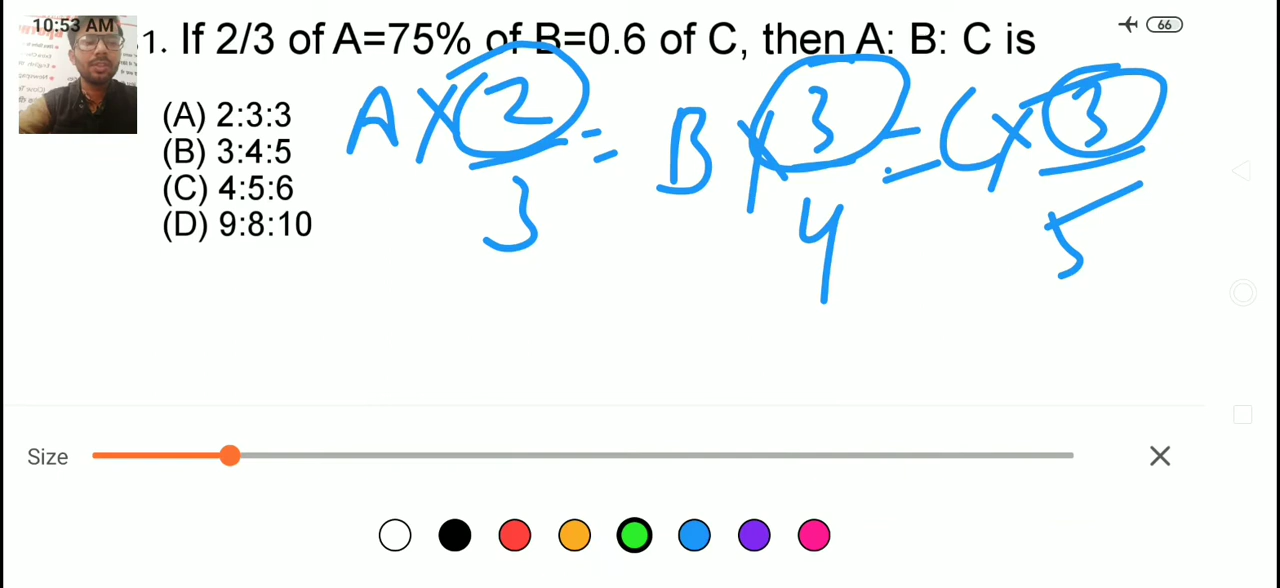 10:53 AM
66
1. If 2/3 of A=75% of B=0.6 of C, then A: B: C is
(A) 2:3:3
(B) 3:4:5
(C) 4:5:6
(D) 9:8:10
A × 2/3 = B × 3/4 = C × 3/5
Size